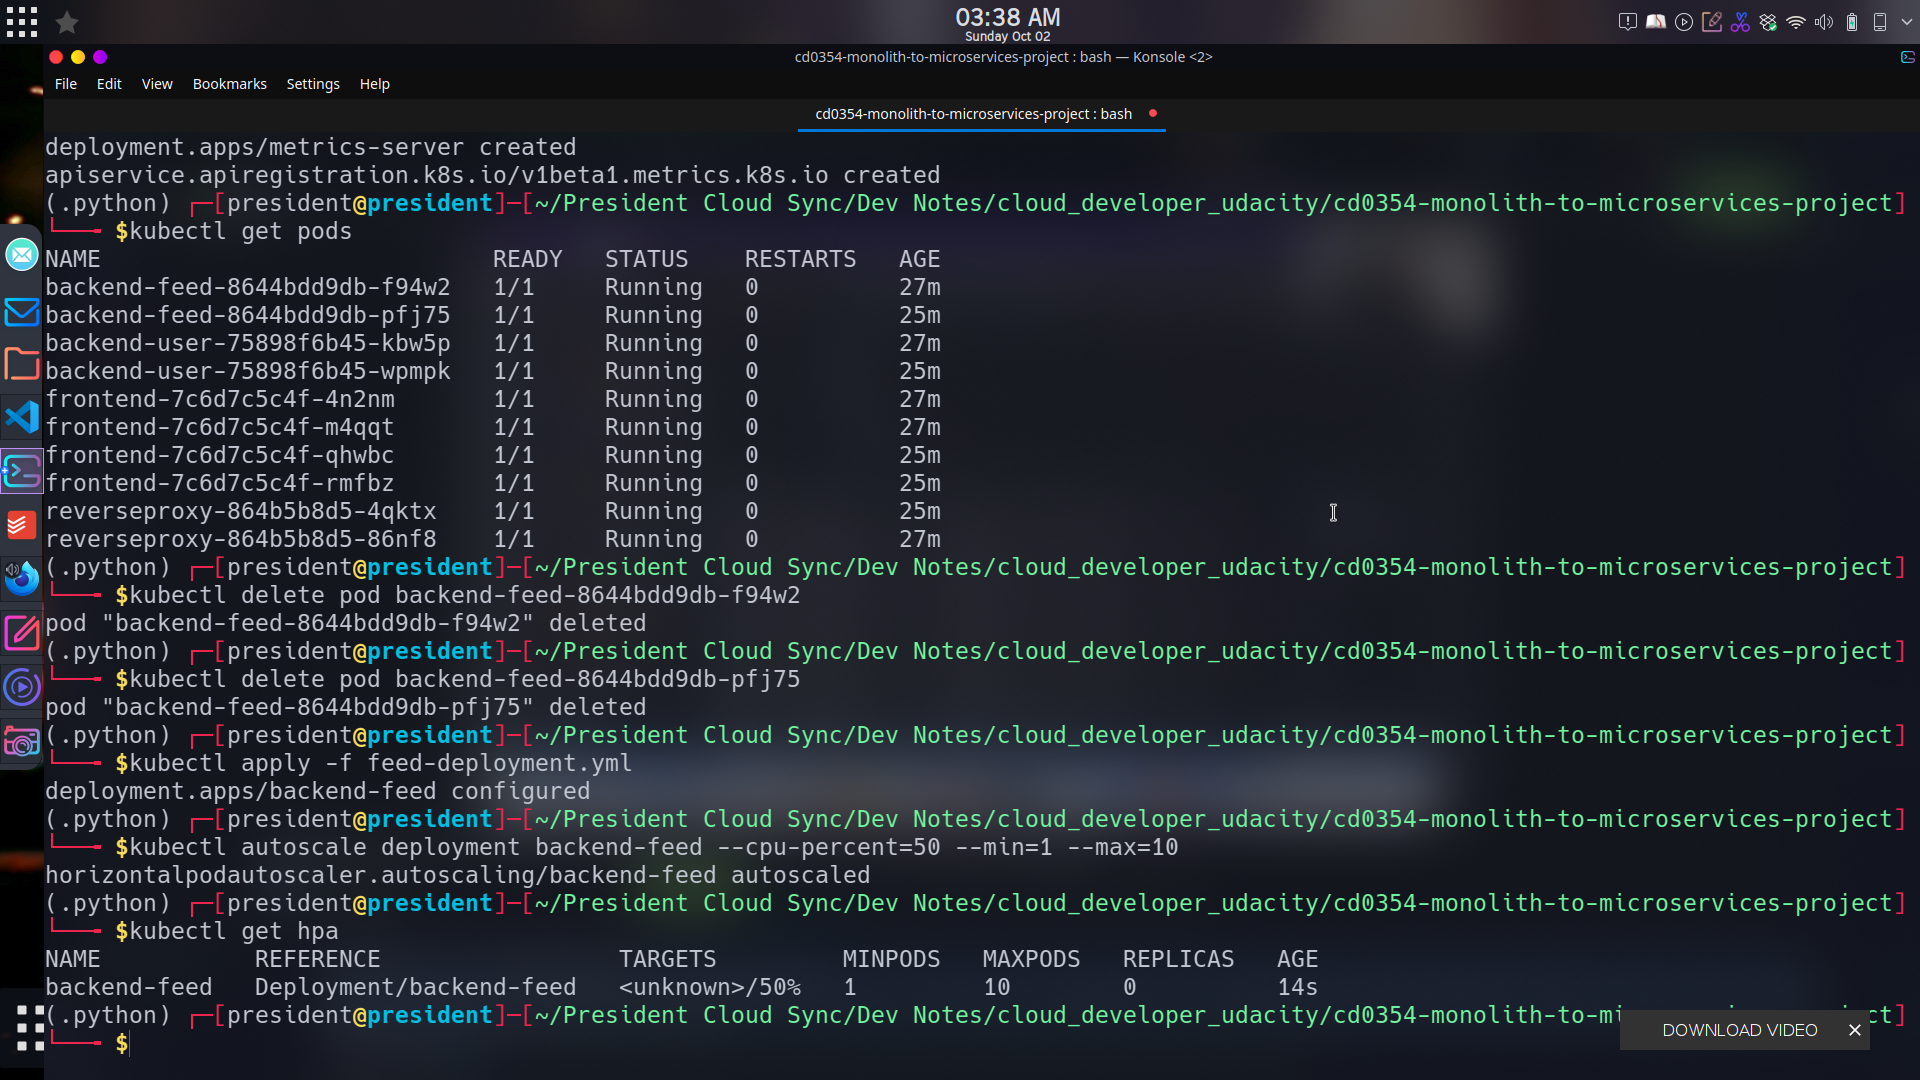 03:38 AM
Sunday Oct 02
cd0354-monolith-to-microservices-project : bash — Konsole <2>
File Edit View Bookmarks Settings Help
cd0354-monolith-to-microservices-project : bash
deployment.apps/metrics-server created
apiservice.apiregistration.k8s.io/v1beta1.metrics.k8s.io created
(.python) ┌─[president@president]─[~/President Cloud Sync/Dev Notes/cloud_developer_udacity/cd0354-monolith-to-microservices-project]
└──╼ $kubectl get pods
NAME READY STATUS RESTARTS AGE
backend-feed-8644bdd9db-f94w2 1/1 Running 0 27m
backend-feed-8644bdd9db-pfj75 1/1 Running 0 25m
backend-user-75898f6b45-kbw5p 1/1 Running 0 27m
backend-user-75898f6b45-wpmpk 1/1 Running 0 25m
frontend-7c6d7c5c4f-4n2nm 1/1 Running 0 27m
frontend-7c6d7c5c4f-m4qqt 1/1 Running 0 27m
frontend-7c6d7c5c4f-qhwbc 1/1 Running 0 25m
frontend-7c6d7c5c4f-rmfbz 1/1 Running 0 25m
reverseproxy-864b5b8d5-4qktx 1/1 Running 0 25m
reverseproxy-864b5b8d5-86nf8 1/1 Running 0 27m
(.python) ┌─[president@president]─[~/President Cloud Sync/Dev Notes/cloud_developer_udacity/cd0354-monolith-to-microservices-project]
└──╼ $kubectl delete pod backend-feed-8644bdd9db-f94w2
pod "backend-feed-8644bdd9db-f94w2" deleted
(.python) ┌─[president@president]─[~/President Cloud Sync/Dev Notes/cloud_developer_udacity/cd0354-monolith-to-microservices-project]
└──╼ $kubectl delete pod backend-feed-8644bdd9db-pfj75
pod "backend-feed-8644bdd9db-pfj75" deleted
(.python) ┌─[president@president]─[~/President Cloud Sync/Dev Notes/cloud_developer_udacity/cd0354-monolith-to-microservices-project]
└──╼ $kubectl apply -f feed-deployment.yml
deployment.apps/backend-feed configured
(.python) ┌─[president@president]─[~/President Cloud Sync/Dev Notes/cloud_developer_udacity/cd0354-monolith-to-microservices-project]
└──╼ $kubectl autoscale deployment backend-feed --cpu-percent=50 --min=1 --max=10
horizontalpodautoscaler.autoscaling/backend-feed autoscaled
(.python) ┌─[president@president]─[~/President Cloud Sync/Dev Notes/cloud_developer_udacity/cd0354-monolith-to-microservices-project]
└──╼ $kubectl get hpa
NAME REFERENCE TARGETS MINPODS MAXPODS REPLICAS AGE
backend-feed Deployment/backend-feed <unknown>/50% 1 10 0 14s
(.python) ┌─[president@president]─[~/President Cloud Sync/Dev Notes/cloud_developer_udacity/cd0354-monolith-to-mi ct]
└──╼ $
DOWNLOAD VIDEO ✕